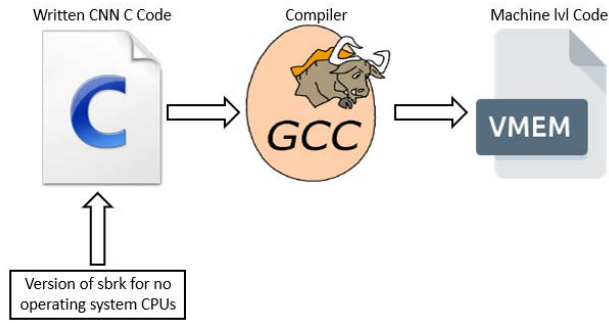 Written CNN C Code
Compiler
Machine lvl Code
C
GCC
VMEM
Version of sbrk for no
operating system CPUs